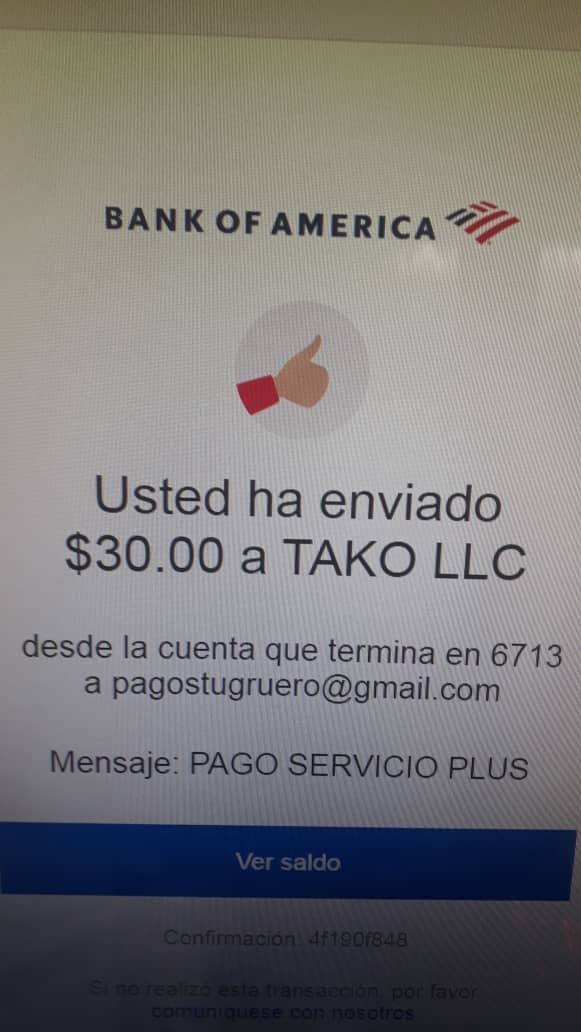 BANK OF AMERICA
Usted ha enviado
$30.00 a TAKO LLC
desde la cuenta que termina en 6713
a pagostugruero@gmail.com
Mensaje: PAGO SERVICIO PLUS
Ver saldo
Confirmación: 4f190f848
Si no realizó esta transacción, por favor
comuníquese con nosotros